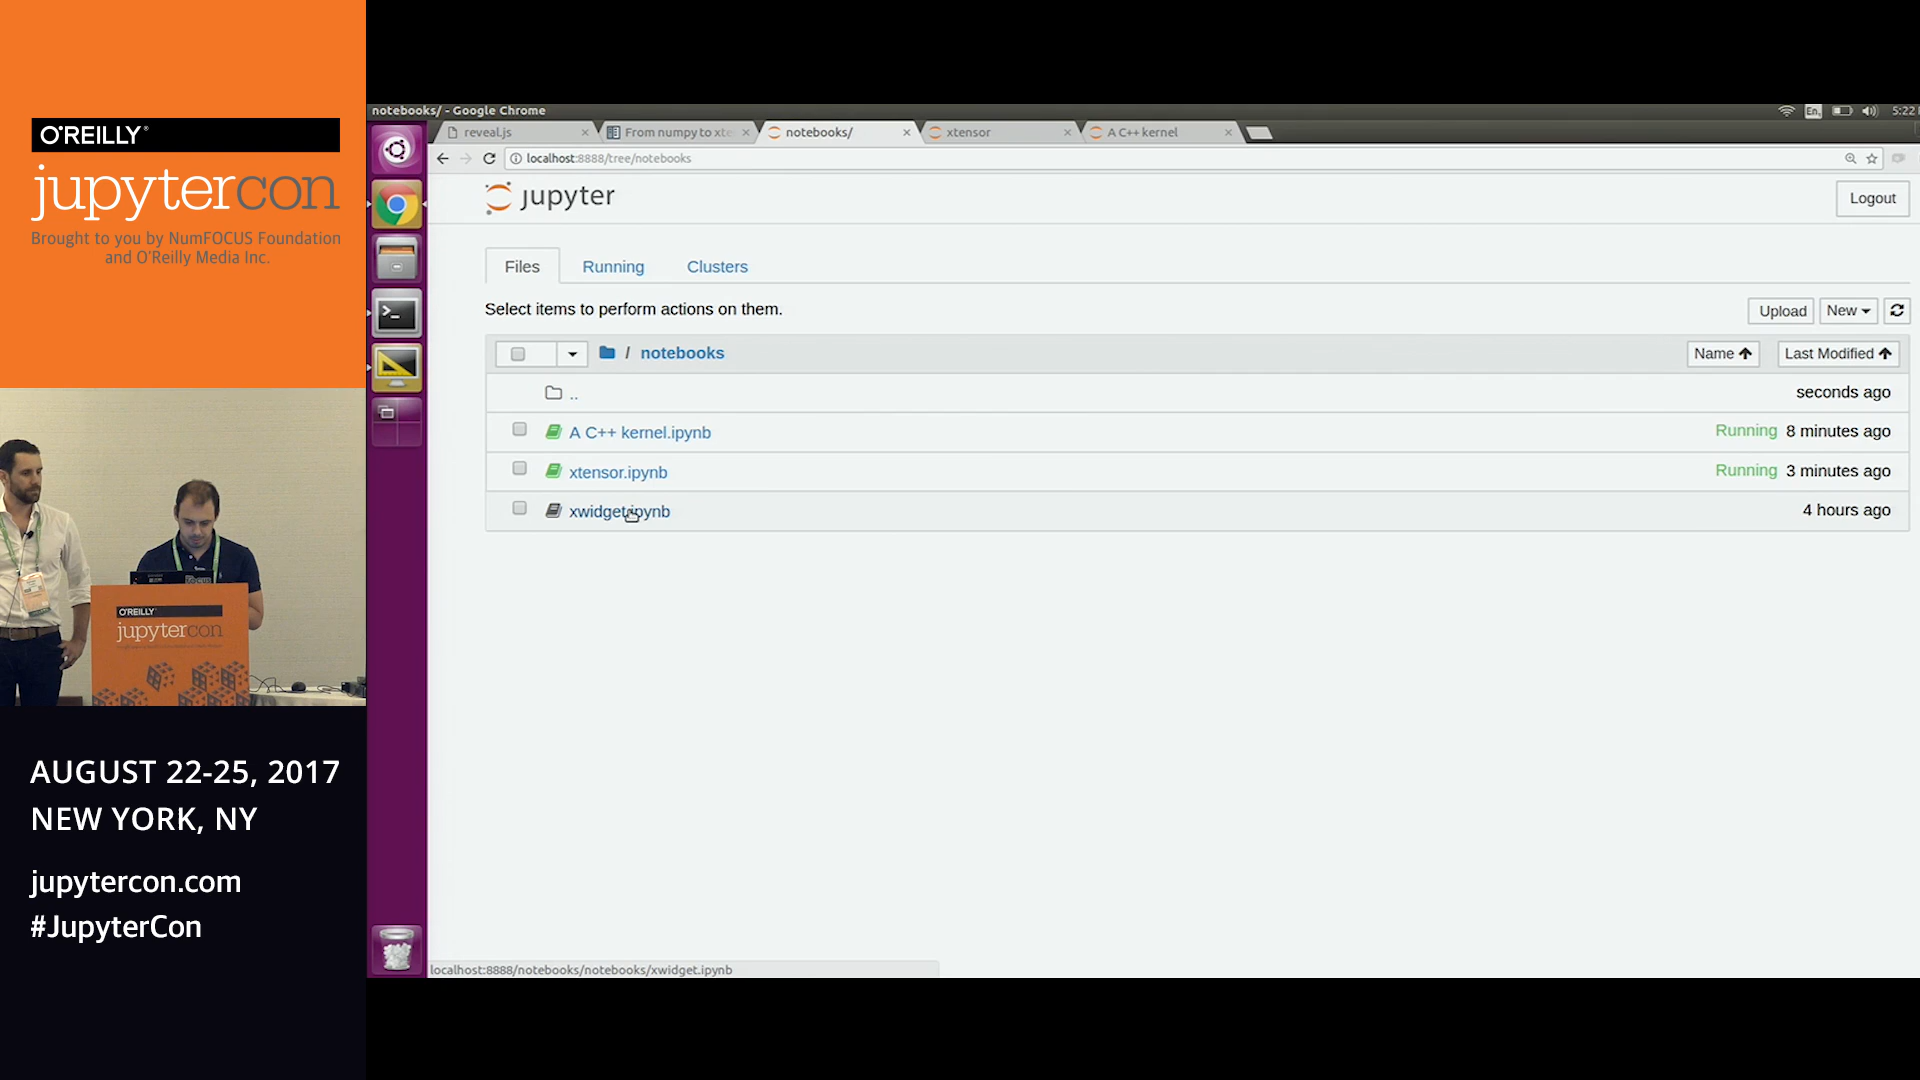 O'REILLY®
jupytercon
Brought to you by NumFOCUS Foundation
and O'Reilly Media Inc.
O'REILLY
jupytercon
AUGUST 22-25, 2017
NEW YORK, NY
jupytercon.com
#JupyterCon
notebooks/ - Google Chrome
En
5:22
reveal.js
From numpy to xte
notebooks/
xtensor
A C++ kernel
localhost:8888/tree/notebooks
jupyter
Logout
Files
Running
Clusters
Select items to perform actions on them.
Upload
New
/ notebooks
Name
Last Modified
..
seconds ago
A C++ kernel.ipynb
Running
8 minutes ago
xtensor.ipynb
Running
3 minutes ago
xwidget.ipynb
4 hours ago
localhost:8888/notebooks/notebooks/xwidget.ipynb